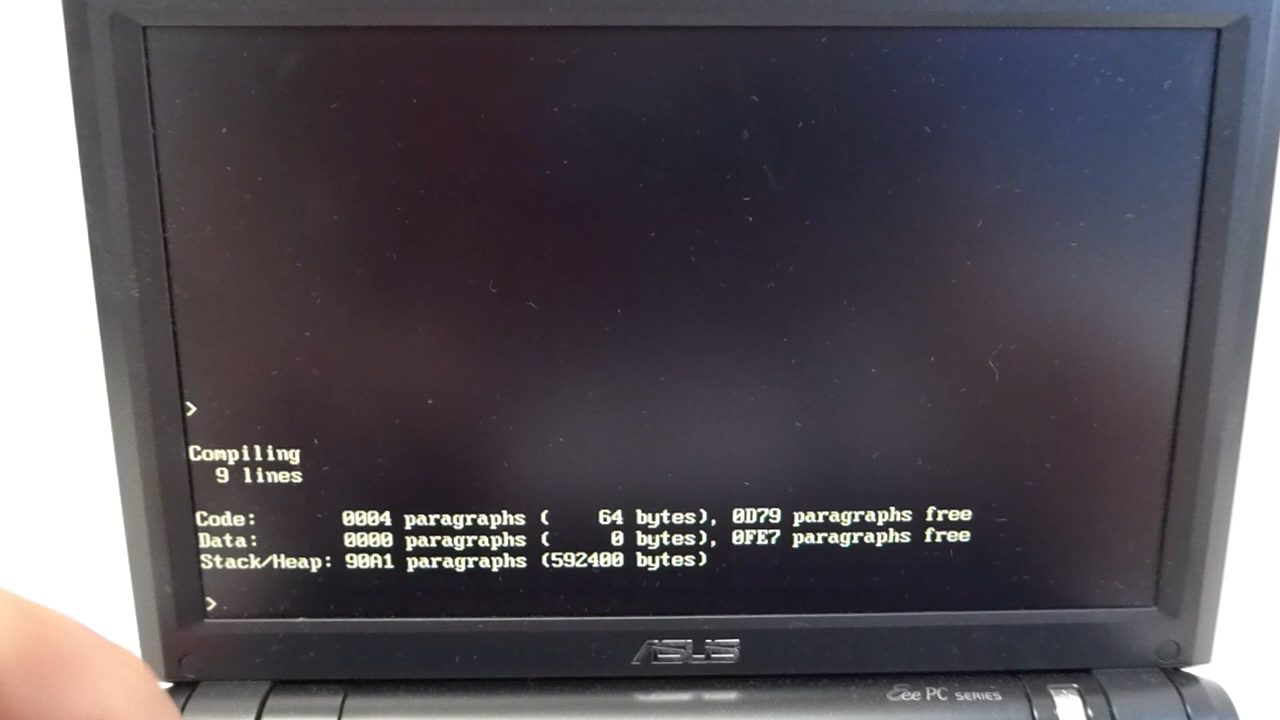 >
Compiling
  9 lines
Code:       0004 paragraphs (    64 bytes), 0D79 paragraphs free
Data:       0000 paragraphs (     0 bytes), 0FE7 paragraphs free
Stack/Heap: 90A1 paragraphs (592400 bytes)
>
ASUS
Eee PC SERIES